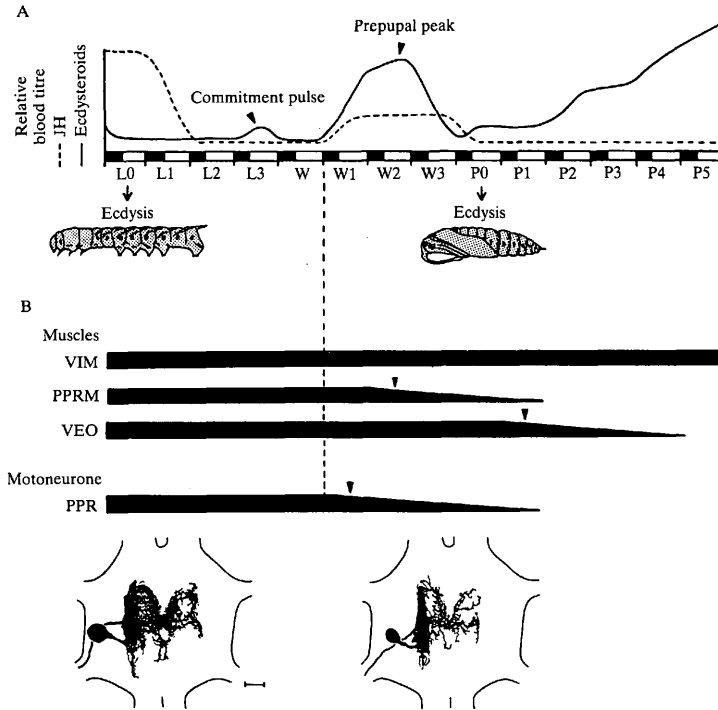 A
Prepupal peak
Commitment pulse
Relative
blood titre
JH
Ecdysteroids
L0 L1 L2 L3 W W1 W2 W3 P0 P1 P2 P3 P4 P5
Ecdysis
Ecdysis
B
Muscles
VIM
PPRM
VEO
Motoneurone
PPR